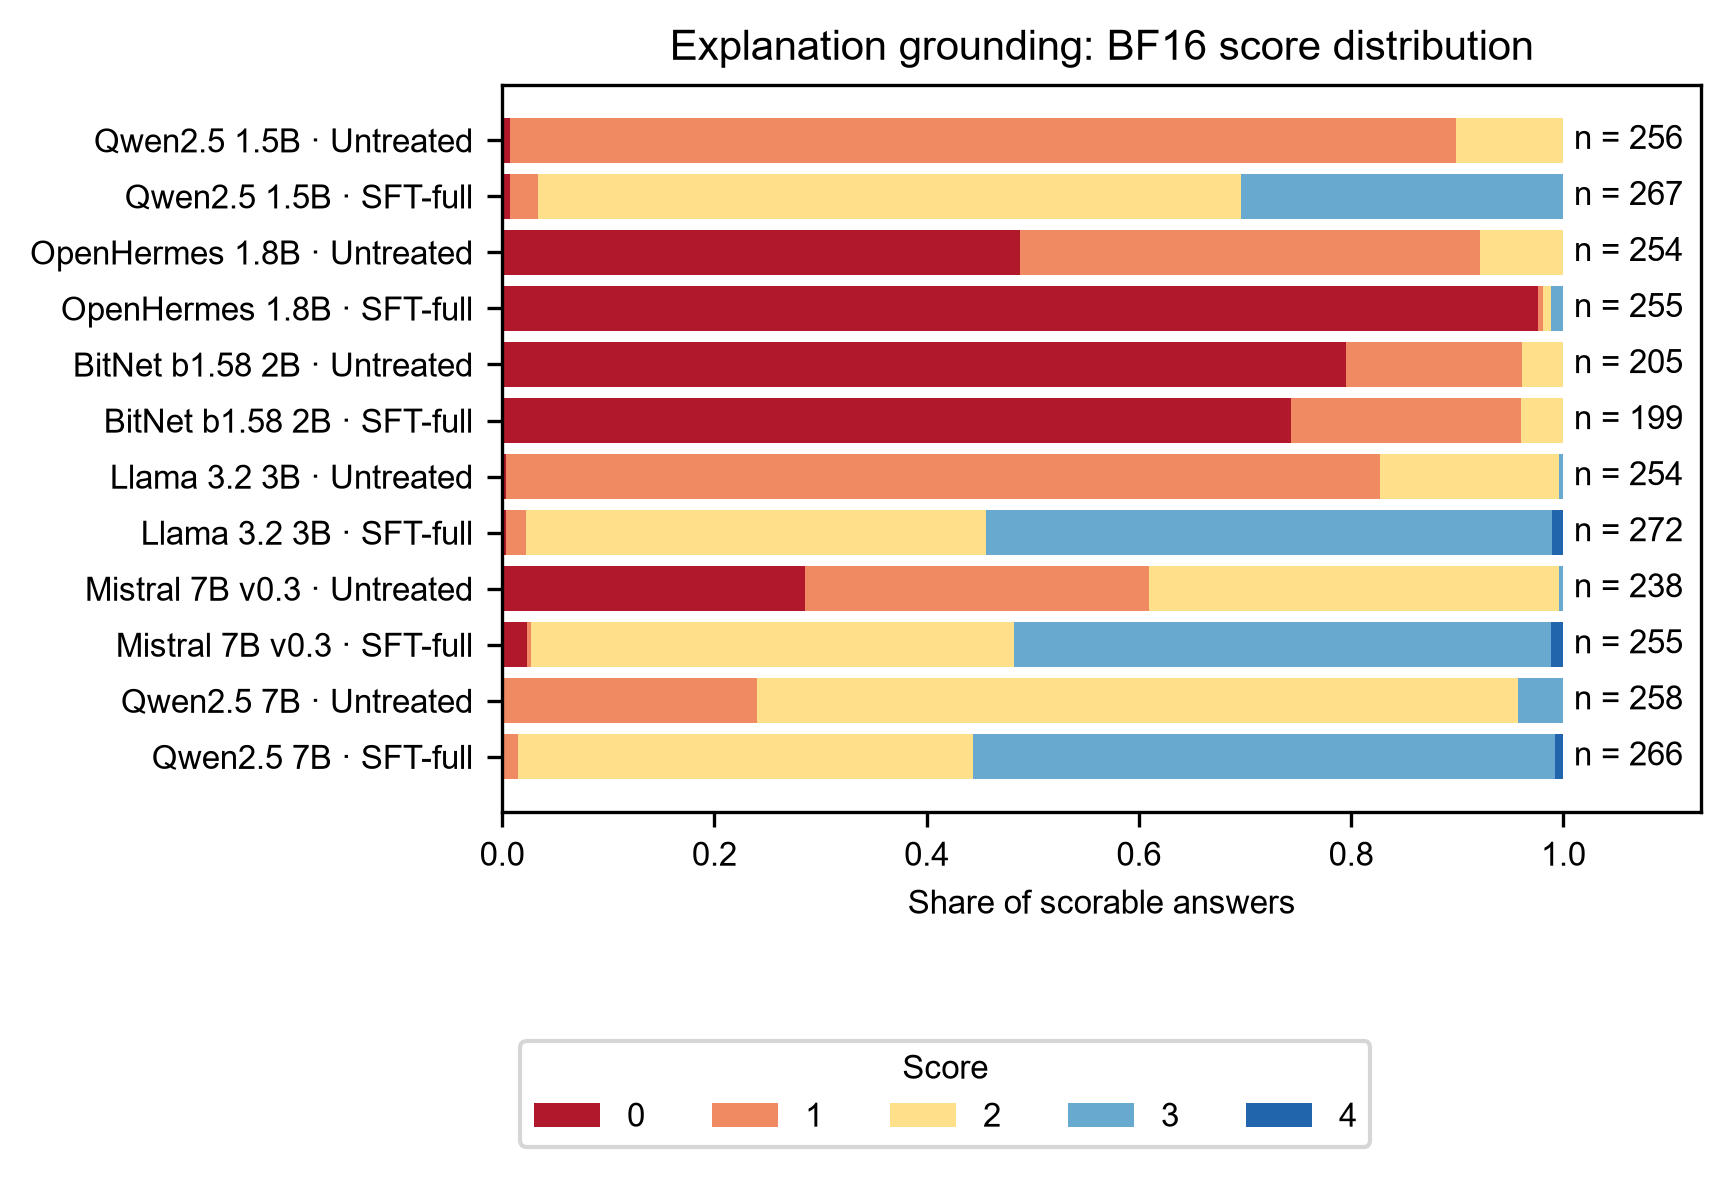 Explanation grounding: BF16 score distribution
Qwen2.5 1.5B · Untreated n = 256
Qwen2.5 1.5B · SFT-full n = 267
OpenHermes 1.8B · Untreated n = 254
OpenHermes 1.8B · SFT-full n = 255
BitNet b1.58 2B · Untreated n = 205
BitNet b1.58 2B · SFT-full n = 199
Llama 3.2 3B · Untreated n = 254
Llama 3.2 3B · SFT-full n = 272
Mistral 7B v0.3 · Untreated n = 238
Mistral 7B v0.3 · SFT-full n = 255
Qwen2.5 7B · Untreated n = 258
Qwen2.5 7B · SFT-full n = 266
0.0 0.2 0.4 0.6 0.8 1.0
Share of scorable answers
Score
0 1 2 3 4